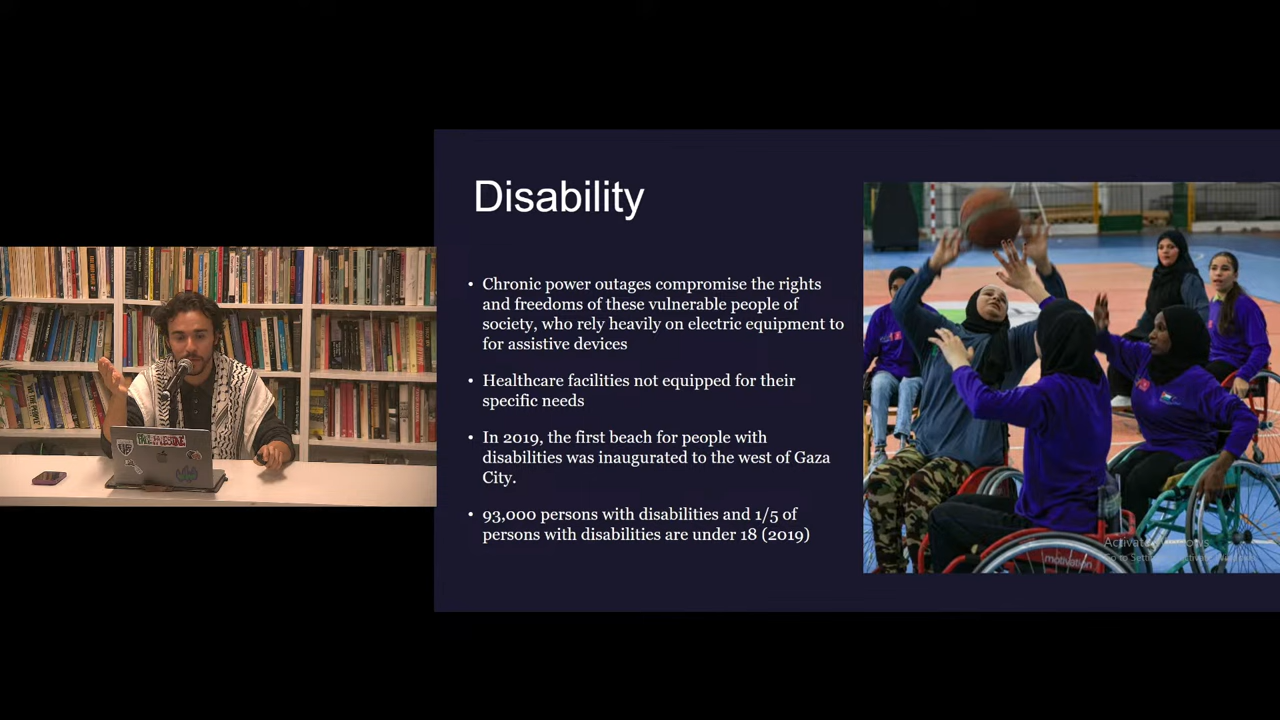 Disability
• Chronic power outages compromise the rights
and freedoms of these vulnerable people of
society, who rely heavily on electric equipment to
for assistive devices
• Healthcare facilities not equipped for their
specific needs
• In 2019, the first beach for people with
disabilities was inaugurated to the west of Gaza
City.
• 93,000 persons with disabilities and 1/5 of
persons with disabilities are under 18 (2019)
motivation